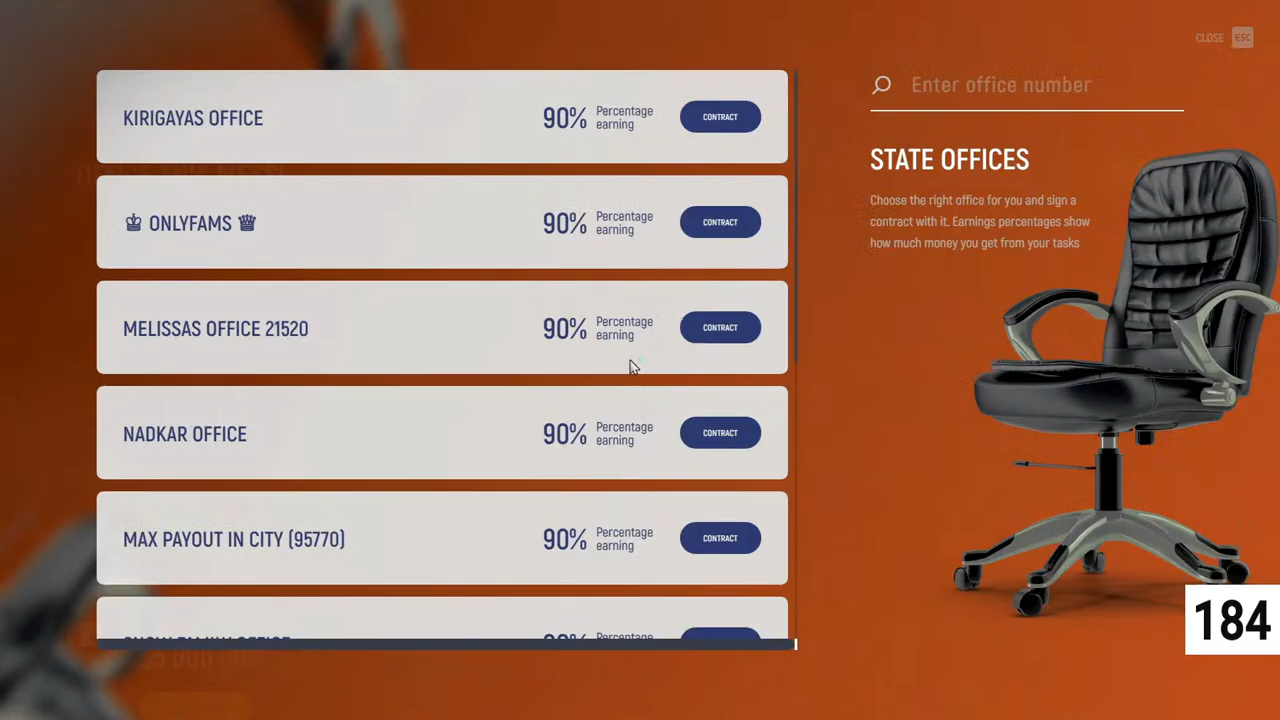 CLOSE ESC
Enter office number
STATE OFFICES
Choose the right office for you and sign a
contract with it. Earnings percentages show
how much money you get from your tasks
KIRIGAYAS OFFICE 90% Percentage earning CONTRACT
♔ ONLYFAMS ♛ 90% Percentage earning CONTRACT
MELISSAS OFFICE 21520 90% Percentage earning CONTRACT
NADKAR OFFICE 90% Percentage earning CONTRACT
MAX PAYOUT IN CITY (95770) 90% Percentage earning CONTRACT
90% Percentage
184